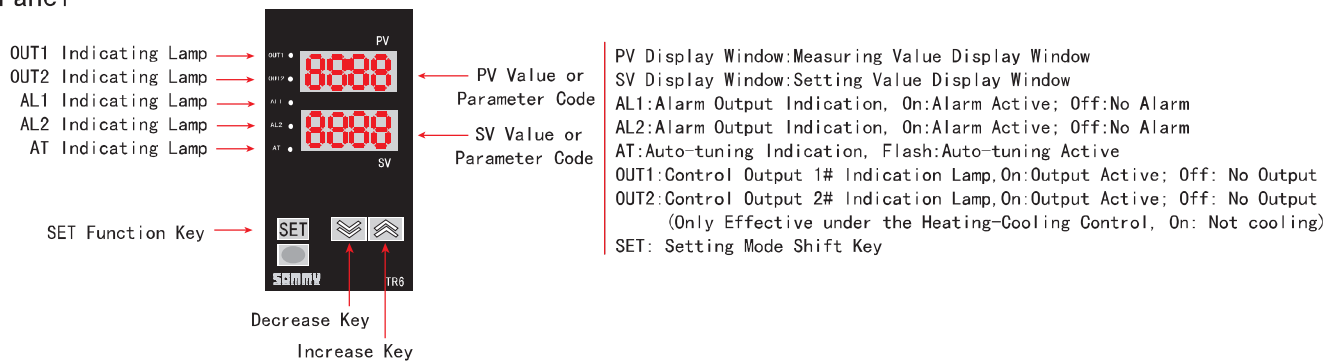 Panel
OUT1 Indicating Lamp
OUT2 Indicating Lamp
AL1 Indicating Lamp
AL2 Indicating Lamp
AT Indicating Lamp
SET Function Key
PV
OUT1
8888
OUT2
AL1
AL2
8888
AT
SV
SET
SOMMY
TR6
Decrease Key
Increase Key
PV Value or
Parameter Code
SV Value or
Parameter Code
PV Display Window:Measuring Value Display Window
SV Display Window:Setting Value Display Window
AL1:Alarm Output Indication, On:Alarm Active; Off:No Alarm
AL2:Alarm Output Indication, On:Alarm Active; Off:No Alarm
AT:Auto-tuning Indication, Flash:Auto-tuning Active
OUT1:Control Output 1# Indication Lamp,On:Output Active; Off: No Output
OUT2:Control Output 2# Indication Lamp,On:Output Active; Off: No Output
(Only Effective under the Heating-Cooling Control, On: Not cooling)
SET: Setting Mode Shift Key